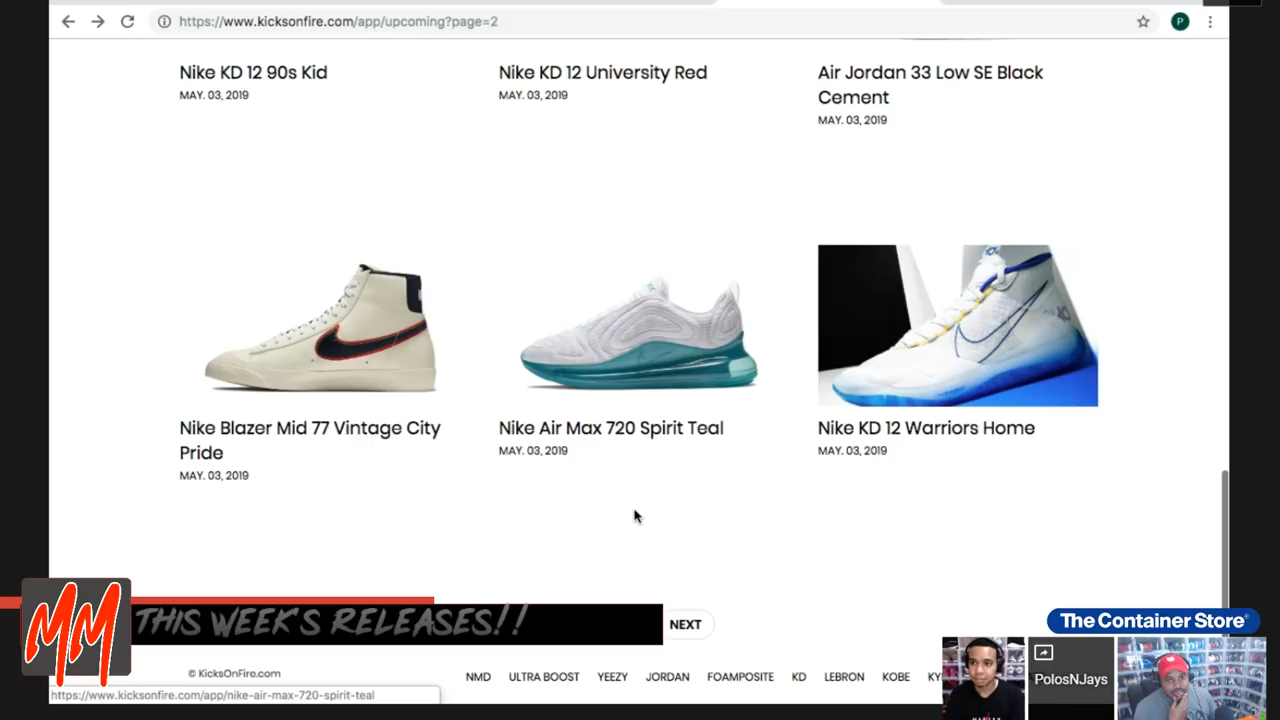 https://www.kicksonfire.com/app/upcoming?page=2
P
Nike KD 12 90s Kid
MAY. 03, 2019
Nike KD 12 University Red
MAY. 03, 2019
Air Jordan 33 Low SE Black
Cement
MAY. 03, 2019
Nike Blazer Mid 77 Vintage City
Pride
MAY. 03, 2019
Nike Air Max 720 Spirit Teal
MAY. 03, 2019
Nike KD 12 Warriors Home
MAY. 03, 2019
MM
THIS WEEK'S RELEASES!!
NEXT
The Container Store®
© KicksOnFire.com
NMD ULTRA BOOST YEEZY JORDAN FOAMPOSITE KD LEBRON KOBE KY
PolosNJays
https://www.kicksonfire.com/app/nike-air-max-720-spirit-teal